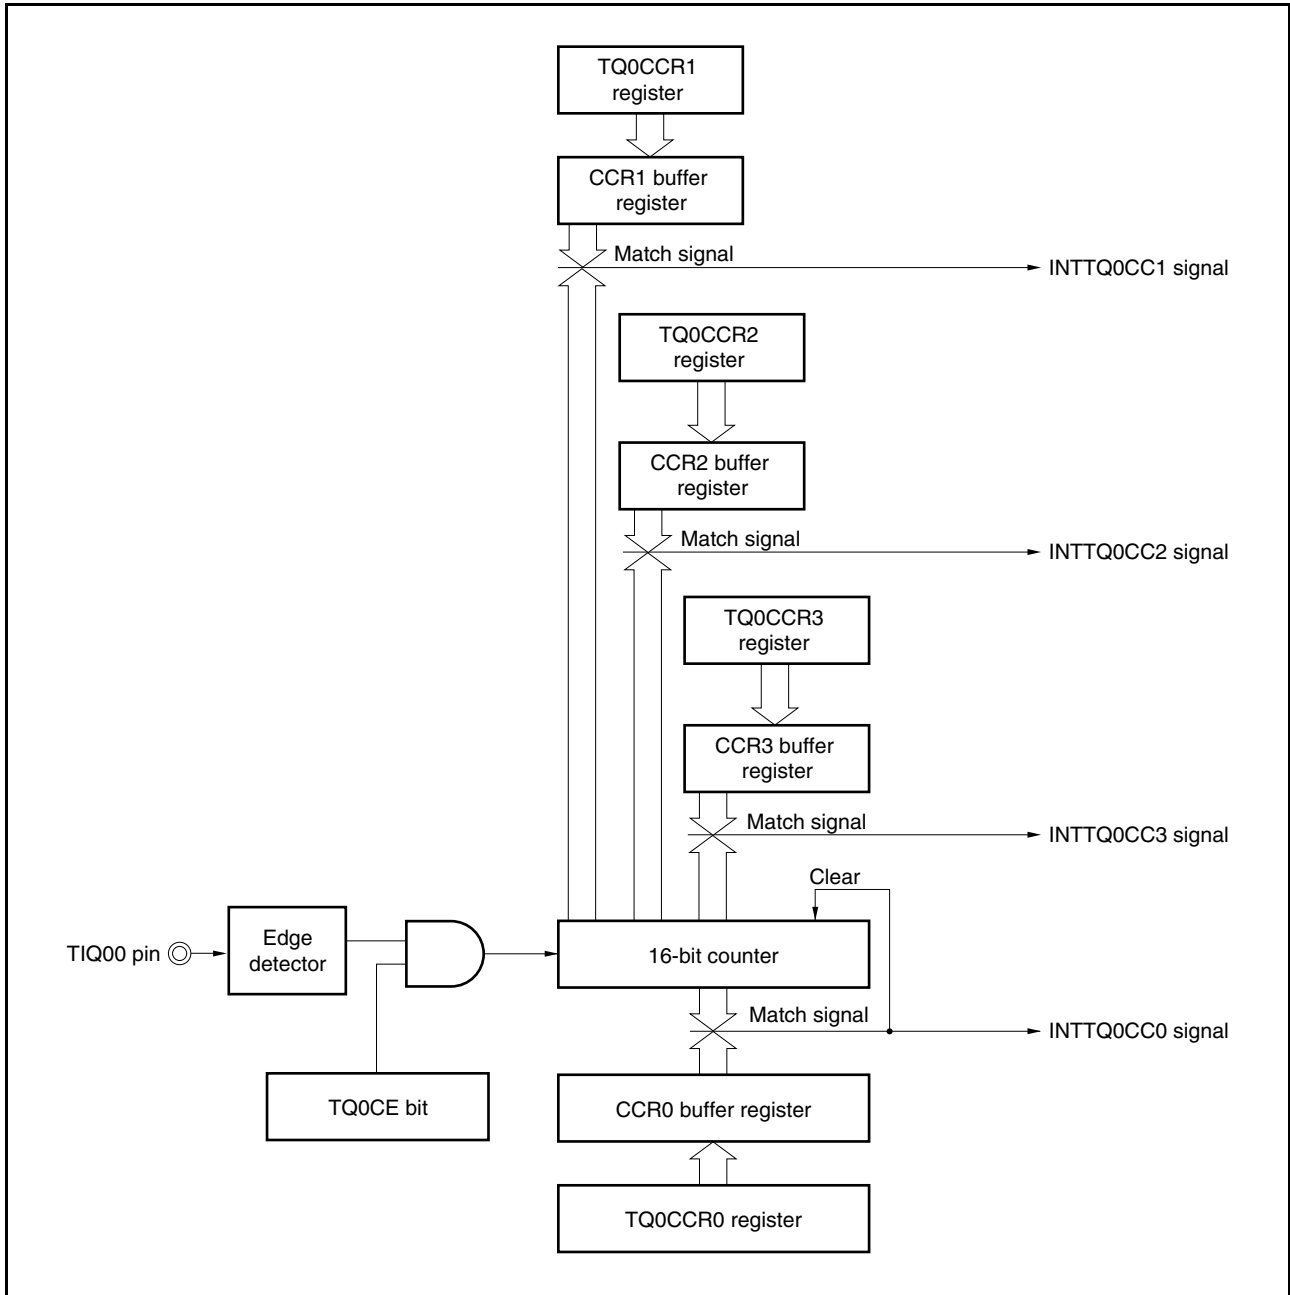 TQ0CCR1
register
CCR1 buffer
register
Match signal
INTTQ0CC1 signal
TQ0CCR2
register
CCR2 buffer
register
Match signal
INTTQ0CC2 signal
TQ0CCR3
register
CCR3 buffer
register
Match signal
INTTQ0CC3 signal
Clear
TIQ00 pin
Edge
detector
16-bit counter
Match signal
INTTQ0CC0 signal
TQ0CE bit
CCR0 buffer register
TQ0CCR0 register